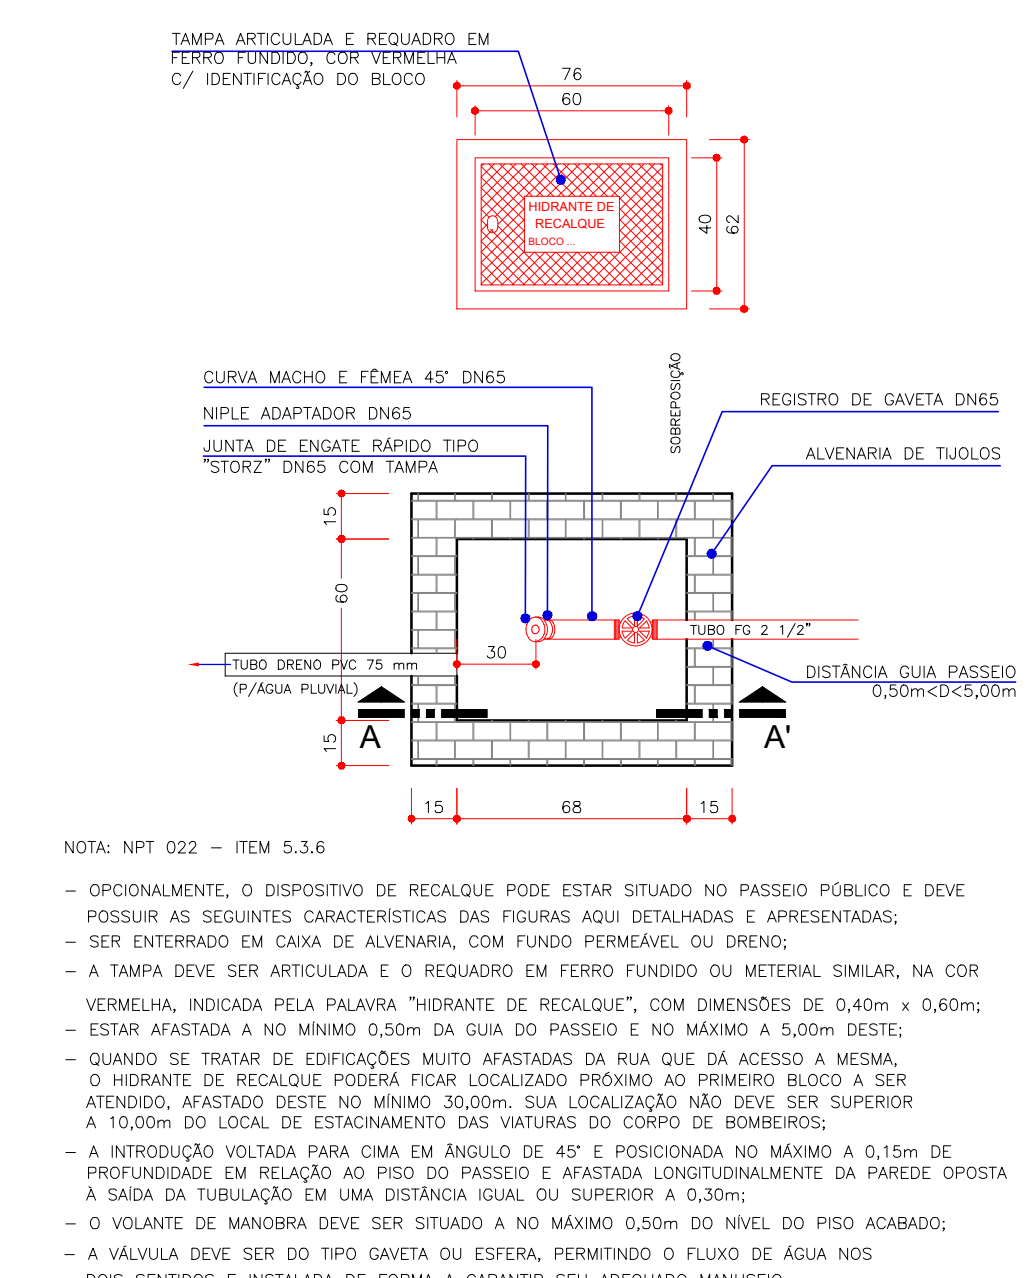 TAMPA ARTICULADA E REQUADRO EM
FERRO FUNDIDO, COR VERMELHA
C/ IDENTIFICAÇÃO DO BLOCO
76
60
HIDRANTE DE
RECALQUE
BLOCO ...
40
62
SOBREPOSIÇÃO
CURVA MACHO E FÊMEA 45° DN65
NIPLE ADAPTADOR DN65
JUNTA DE ENGATE RÁPIDO TIPO
"STORZ" DN65 COM TAMPA
REGISTRO DE GAVETA DN65
ALVENARIA DE TIJOLOS
15
60
15
30
TUBO FG 2 1/2"
TUBO DRENO PVC 75 mm
(P/ÁGUA PLUVIAL)
DISTÂNCIA GUIA PASSEIO
0,50m<D<5,00m
A
A'
15
68
15
NOTA: NPT 022 – ITEM 5.3.6
– OPCIONALMENTE, O DISPOSITIVO DE RECALQUE PODE ESTAR SITUADO NO PASSEIO PÚBLICO E DEVE
POSSUIR AS SEGUINTES CARACTERÍSTICAS DAS FIGURAS AQUI DETALHADAS E APRESENTADAS;
– SER ENTERRADO EM CAIXA DE ALVENARIA, COM FUNDO PERMEÁVEL OU DRENO;
– A TAMPA DEVE SER ARTICULADA E O REQUADRO EM FERRO FUNDIDO OU METERIAL SIMILAR, NA COR
VERMELHA, INDICADA PELA PALAVRA "HIDRANTE DE RECALQUE", COM DIMENSÕES DE 0,40m x 0,60m;
– ESTAR AFASTADA A NO MÍNIMO 0,50m DA GUIA DO PASSEIO E NO MÁXIMO A 5,00m DESTE;
– QUANDO SE TRATAR DE EDIFICAÇÕES MUITO AFASTADAS DA RUA QUE DÁ ACESSO A MESMA,
O HIDRANTE DE RECALQUE PODERÁ FICAR LOCALIZADO PRÓXIMO AO PRIMEIRO BLOCO A SER
ATENDIDO, AFASTADO DESTE NO MÍNIMO 30,00m. SUA LOCALIZAÇÃO NÃO DEVE SER SUPERIOR
A 10,00m DO LOCAL DE ESTACINAMENTO DAS VIATURAS DO CORPO DE BOMBEIROS;
– A INTRODUÇÃO VOLTADA PARA CIMA EM ÂNGULO DE 45° E POSICIONADA NO MÁXIMO A 0,15m DE
PROFUNDIDADE EM RELAÇÃO AO PISO DO PASSEIO E AFASTADA LONGITUDINALMENTE DA PAREDE OPOSTA
À SAÍDA DA TUBULAÇÃO EM UMA DISTÂNCIA IGUAL OU SUPERIOR A 0,30m;
– O VOLANTE DE MANOBRA DEVE SER SITUADO A NO MÁXIMO 0,50m DO NÍVEL DO PISO ACABADO;
– A VÁLVULA DEVE SER DO TIPO GAVETA OU ESFERA, PERMITINDO O FLUXO DE ÁGUA NOS
DOIS SENTIDOS E INSTALADA DE FORMA A GARANTIR SEU ADEQUADO MANUSEIO